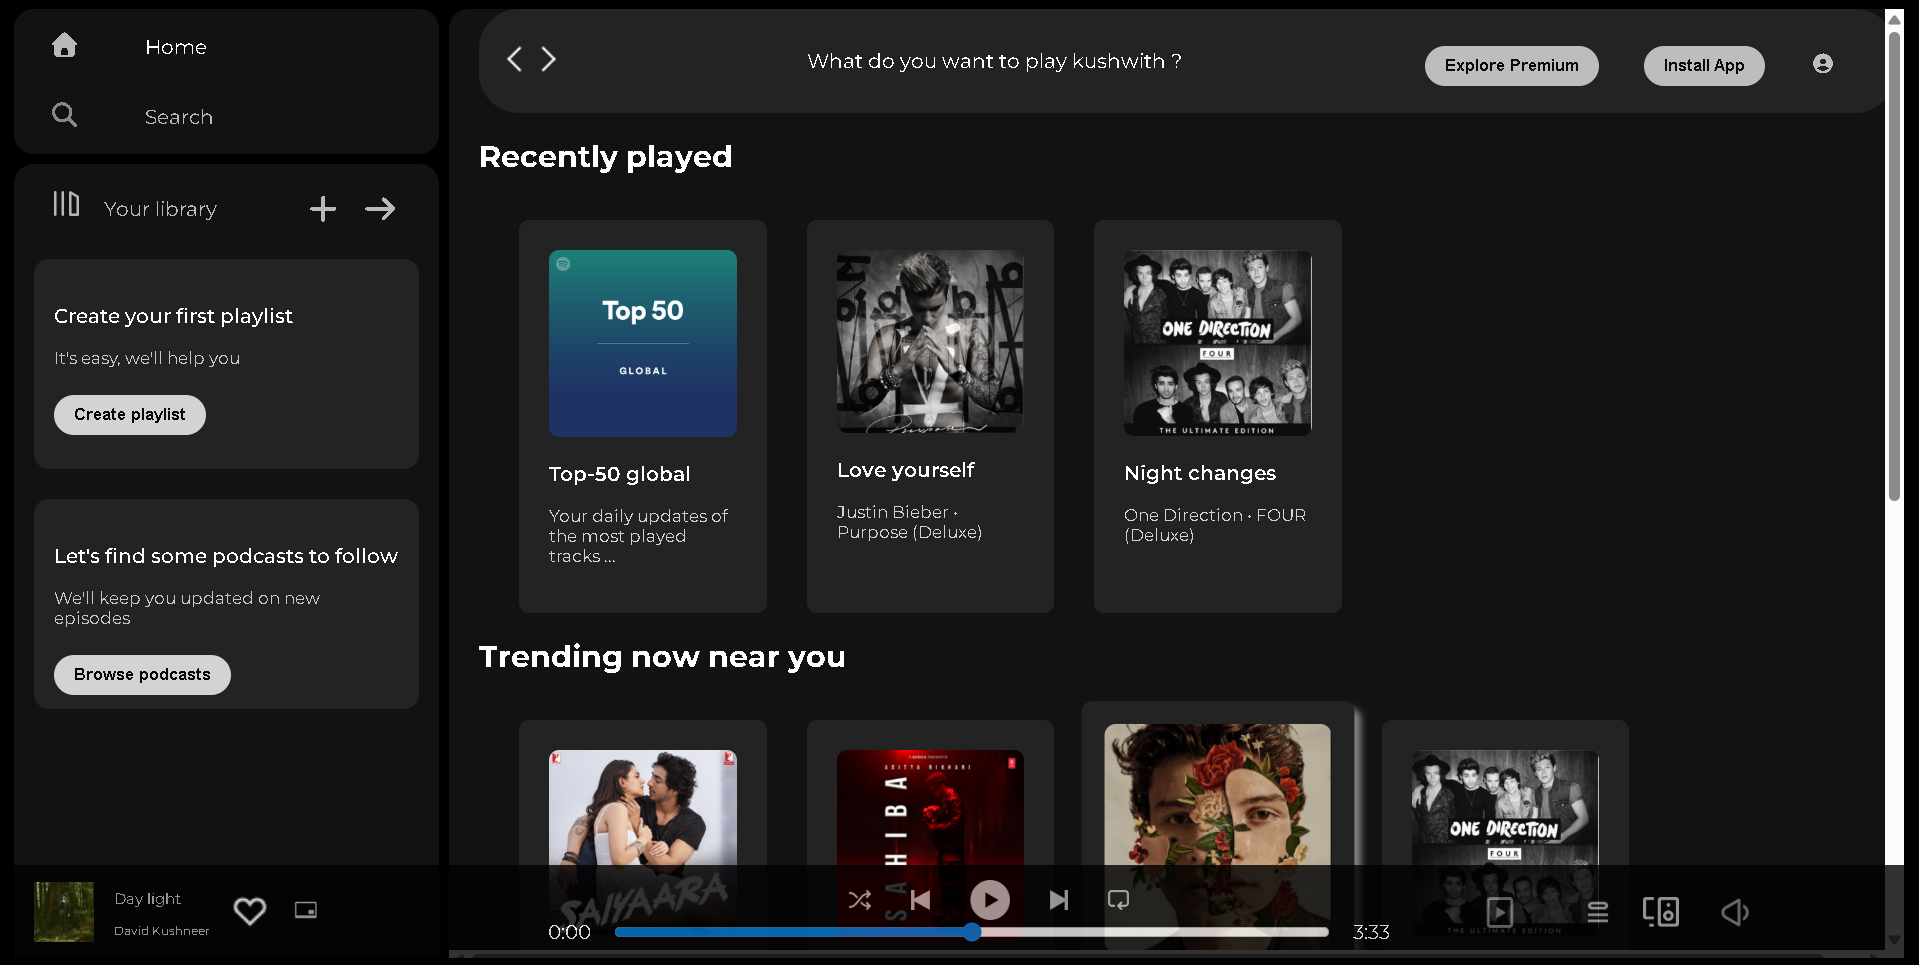 Home
Search
Your library
Create your first playlist
It's easy, we'll help you
Create playlist
Let's find some podcasts to follow
We'll keep you updated on new
episodes
Browse podcasts
What do you want to play kushwith ?
Explore Premium
Install App
Recently played
Top 50
GLOBAL
Top-50 global
Your daily updates of
the most played
tracks ...
Purpose
Love yourself
Justin Bieber •
Purpose (Deluxe)
ONE DIRECTION
FOUR
THE ULTIMATE EDITION
Night changes
One Direction • FOUR
(Deluxe)
Trending now near you
SAIYAARA
ADITYA RIKHARI
SAHIBA
ONE DIRECTION
FOUR
THE ULTIMATE EDITION
Day light
David Kushneer
0:00
3:33